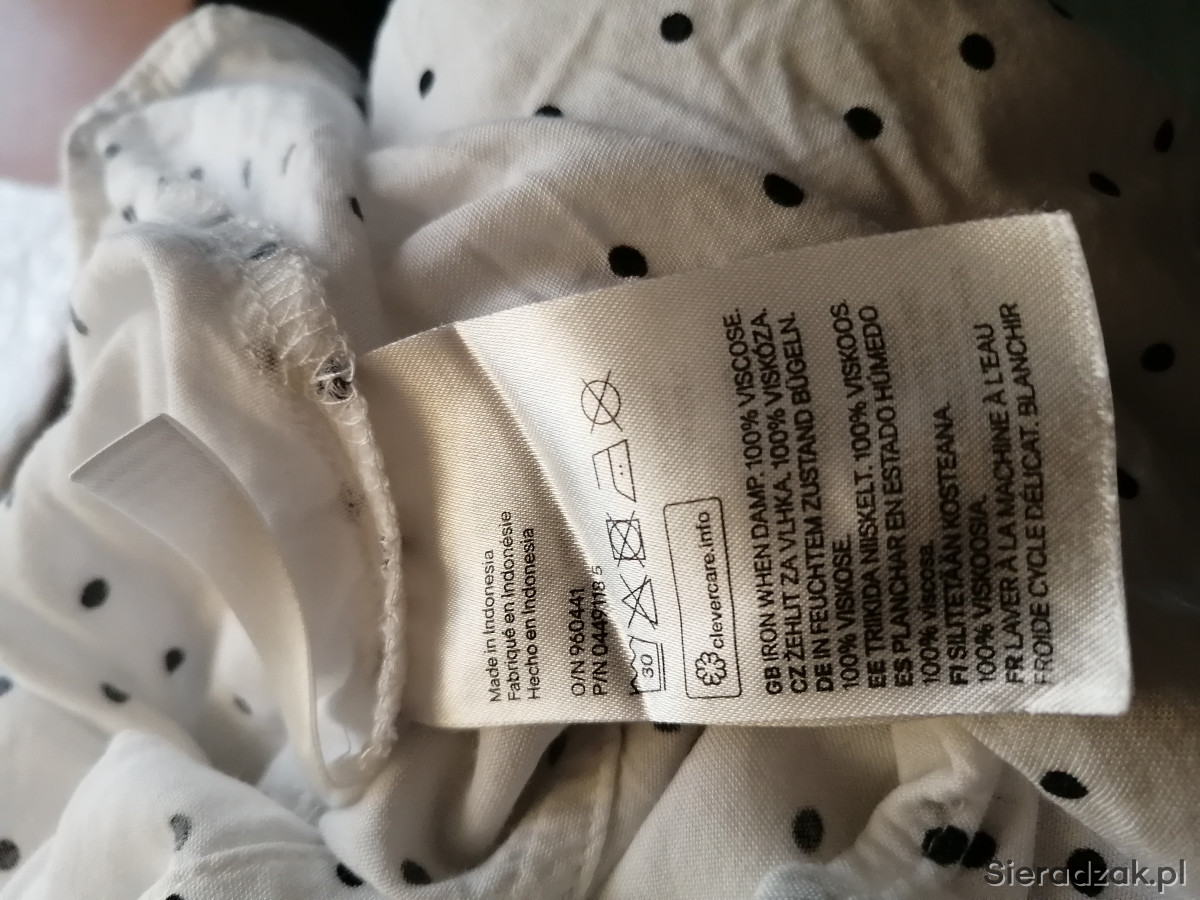 Made in Indonesia
Fabriqué en Indonésie
Hecho en Indonesia
O/N 960441
P/N 0449118 5
30
clevercare.info
GB IRON WHEN DAMP. 100% VISCOSE.
CZ ŽEHLIT ZA VLHKA. 100% VISKÓZA.
DE IN FEUCHTEM ZUSTAND BÜGELN.
100% VISKOSE.
EE TRIIKIDA NIISKELT. 100% VISKOOS.
ES PLANCHAR EN ESTADO HÚMEDO
100% viscosa.
FI SILITETÄÄN KOSTEANA.
100% VISKOOSIA.
FR LAVER À LA MACHINE À L'EAU
FROIDE CYCLE DÉLICAT. BLANCHIR
Sieradzak.pl